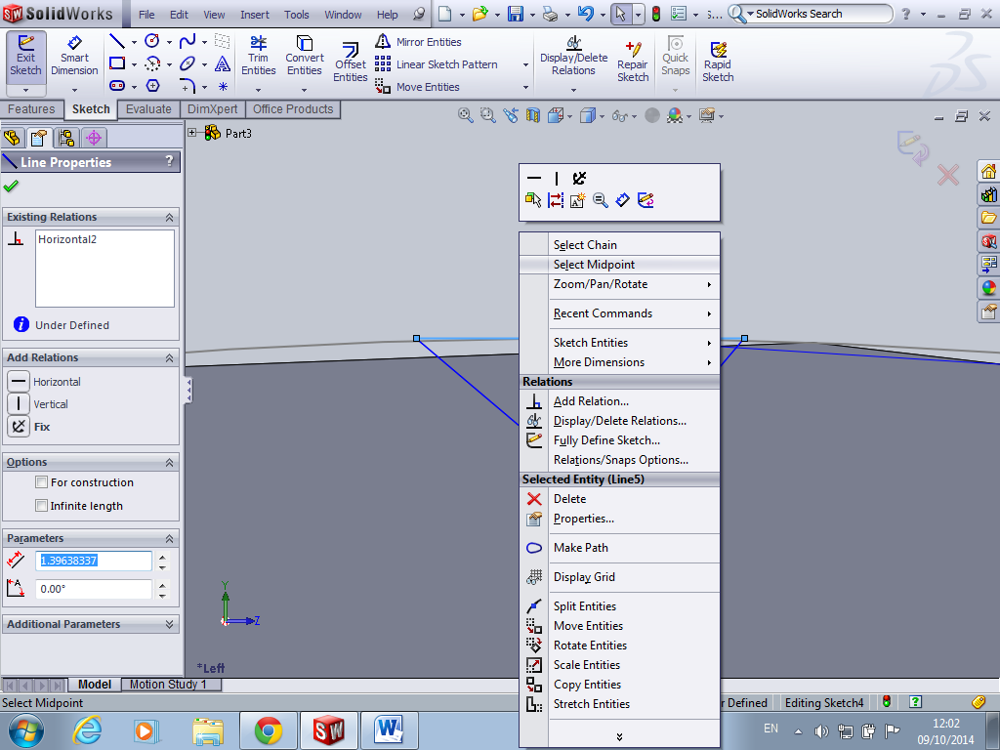 SW SolidWorks File Edit View Insert Tools Window Help S... SolidWorks Search ?
Exit Sketch
Smart Dimension
Trim Entities
Convert Entities
Offset Entities
Mirror Entities
Linear Sketch Pattern
Move Entities
Display/Delete Relations
Repair Sketch
Quick Snaps
Rapid Sketch
Features Sketch Evaluate DimXpert Office Products
Part3
Line Properties ?
Existing Relations
Horizontal2
Under Defined
Add Relations
Horizontal
Vertical
Fix
Options
For construction
Infinite length
Parameters
1.39638337
0.00°
Additional Parameters
Select Chain
Select Midpoint
Zoom/Pan/Rotate
Recent Commands
Sketch Entities
More Dimensions
Relations
Add Relation...
Display/Delete Relations...
Fully Define Sketch...
Relations/Snaps Options...
Selected Entity (Line5)
Delete
Properties...
Make Path
Display Grid
Split Entities
Move Entities
Rotate Entities
Scale Entities
Copy Entities
Stretch Entities
Y
Z
*Left
Model Motion Study 1
Select Midpoint r Defined Editing Sketch4 ?
SW W EN 12:02
09/10/2014